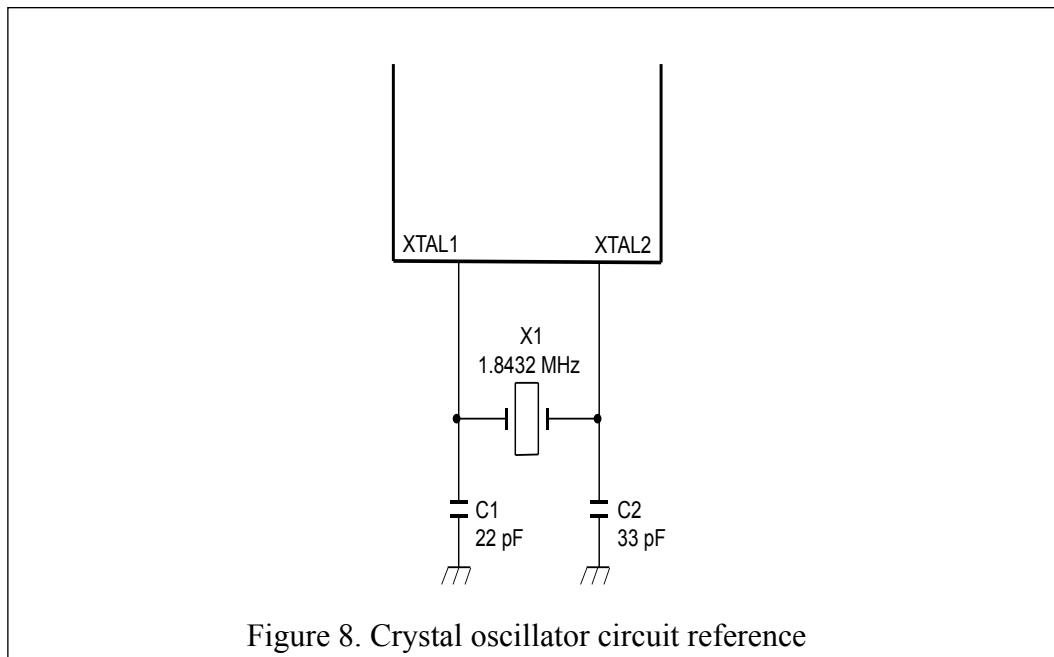 XTAL1
XTAL2
X1
1.8432 MHz
C1
22 pF
C2
33 pF
Figure 8. Crystal oscillator circuit reference